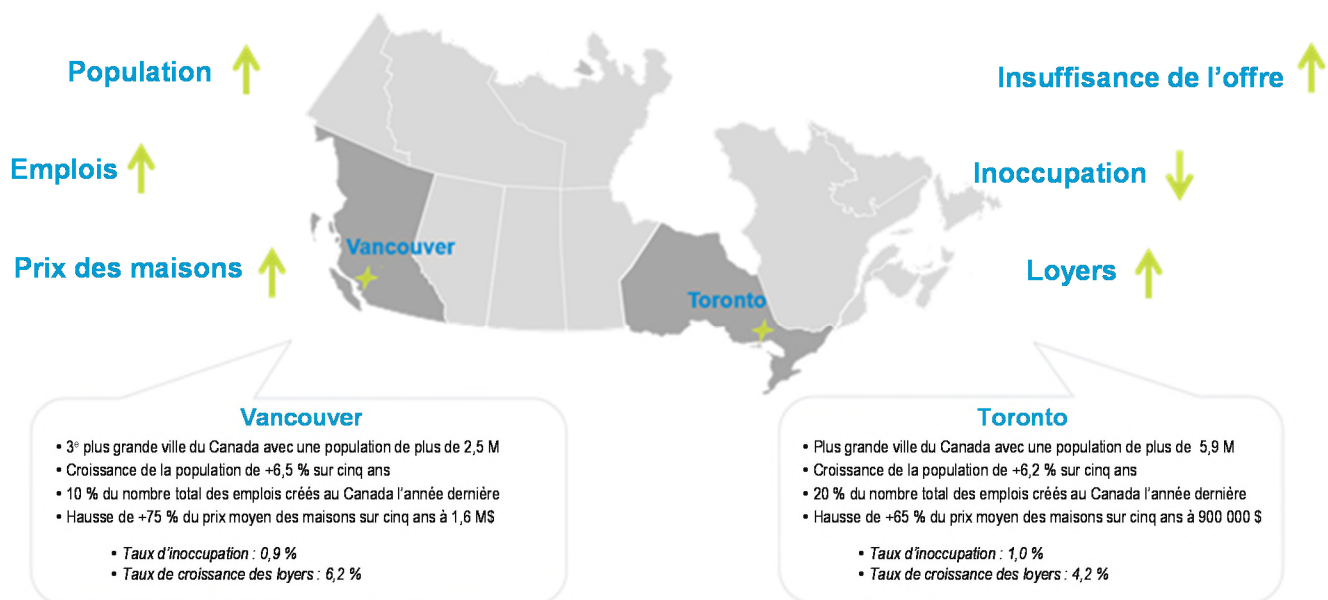 Population
Emplois
Prix des maisons
Insuffisance de l’offre
Inoccupation
Loyers
Vancouver
Toronto
Vancouver
• 3e plus grande ville du Canada avec une population de plus de 2,5 M
• Croissance de la population de +6,5 % sur cinq ans
• 10 % du nombre total des emplois créés au Canada l’année dernière
• Hausse de +75 % du prix moyen des maisons sur cinq ans à 1,6 M$
• Taux d’inoccupation : 0,9 %
• Taux de croissance des loyers : 6,2 %
Toronto
• Plus grande ville du Canada avec une population de plus de 5,9 M
• Croissance de la population de +6,2 % sur cinq ans
• 20 % du nombre total des emplois créés au Canada l’année dernière
• Hausse de +65 % du prix moyen des maisons sur cinq ans à 900 000 $
• Taux d’inoccupation : 1,0 %
• Taux de croissance des loyers : 4,2 %